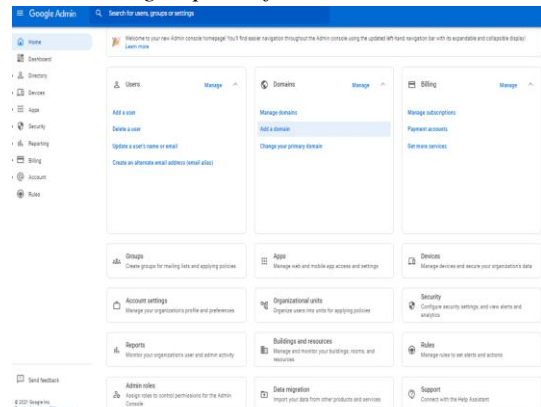 Google Admin
Search for users, groups or settings
Home
Dashboard
Directory
Devices
Apps
Security
Reporting
Billing
Account
Rules
Send feedback
© 2021 Google Inc.
Welcome to your new Admin console homepage! You'll find easier navigation throughout the Admin console using the updated left-hand navigation bar with its expandable and collapsible display!
Learn more
Users
Manage
Add a user
Delete a user
Update a user's name or email
Create an alternate email address (email alias)
Domains
Manage
Manage domains
Add a domain
Change your primary domain
Billing
Manage
Manage subscriptions
Payment accounts
Get more services
Groups
Create groups for mailing lists and applying policies
Apps
Manage web and mobile app access and settings
Devices
Manage devices and secure your organization's data
Account settings
Manage your organization's profile and preferences
Organizational units
Organize users into units for applying policies
Security
Configure security settings, and view alerts and
analytics
Reports
Monitor your organization's user and admin activity
Buildings and resources
Manage and monitor your buildings, rooms, and
resources
Rules
Manage rules to set alerts and actions
Admin roles
Assign roles to control permissions for the Admin
Console
Data migration
Import your data from other products and services
Support
Connect with the Help Assistant